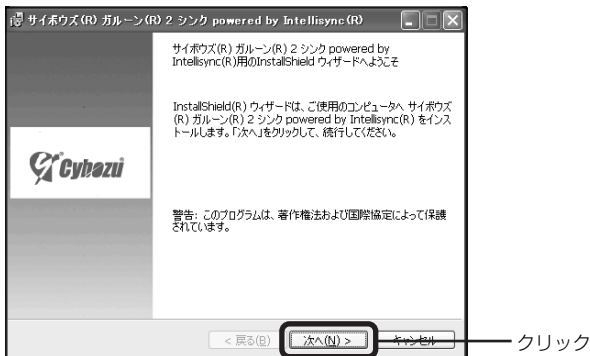 サイボウズ(R) ガルーン(R) 2 シンク powered by Intellisync(R)
サイボウズ(R) ガルーン(R) 2 シンク powered by
Intellisync(R)用のInstallShield ウィザードへようこそ
InstallShield(R) ウィザードは、ご使用のコンピュータへ サイボウズ
(R) ガルーン(R) 2 シンク powered by Intellisync(R) をインス
トールします。「次へ」をクリックして、続行してください。
Cybozu
警告: このプログラムは、著作権法および国際協定によって保護
されています。
< 戻る(B)
次へ(N) >
キャンセル
クリック